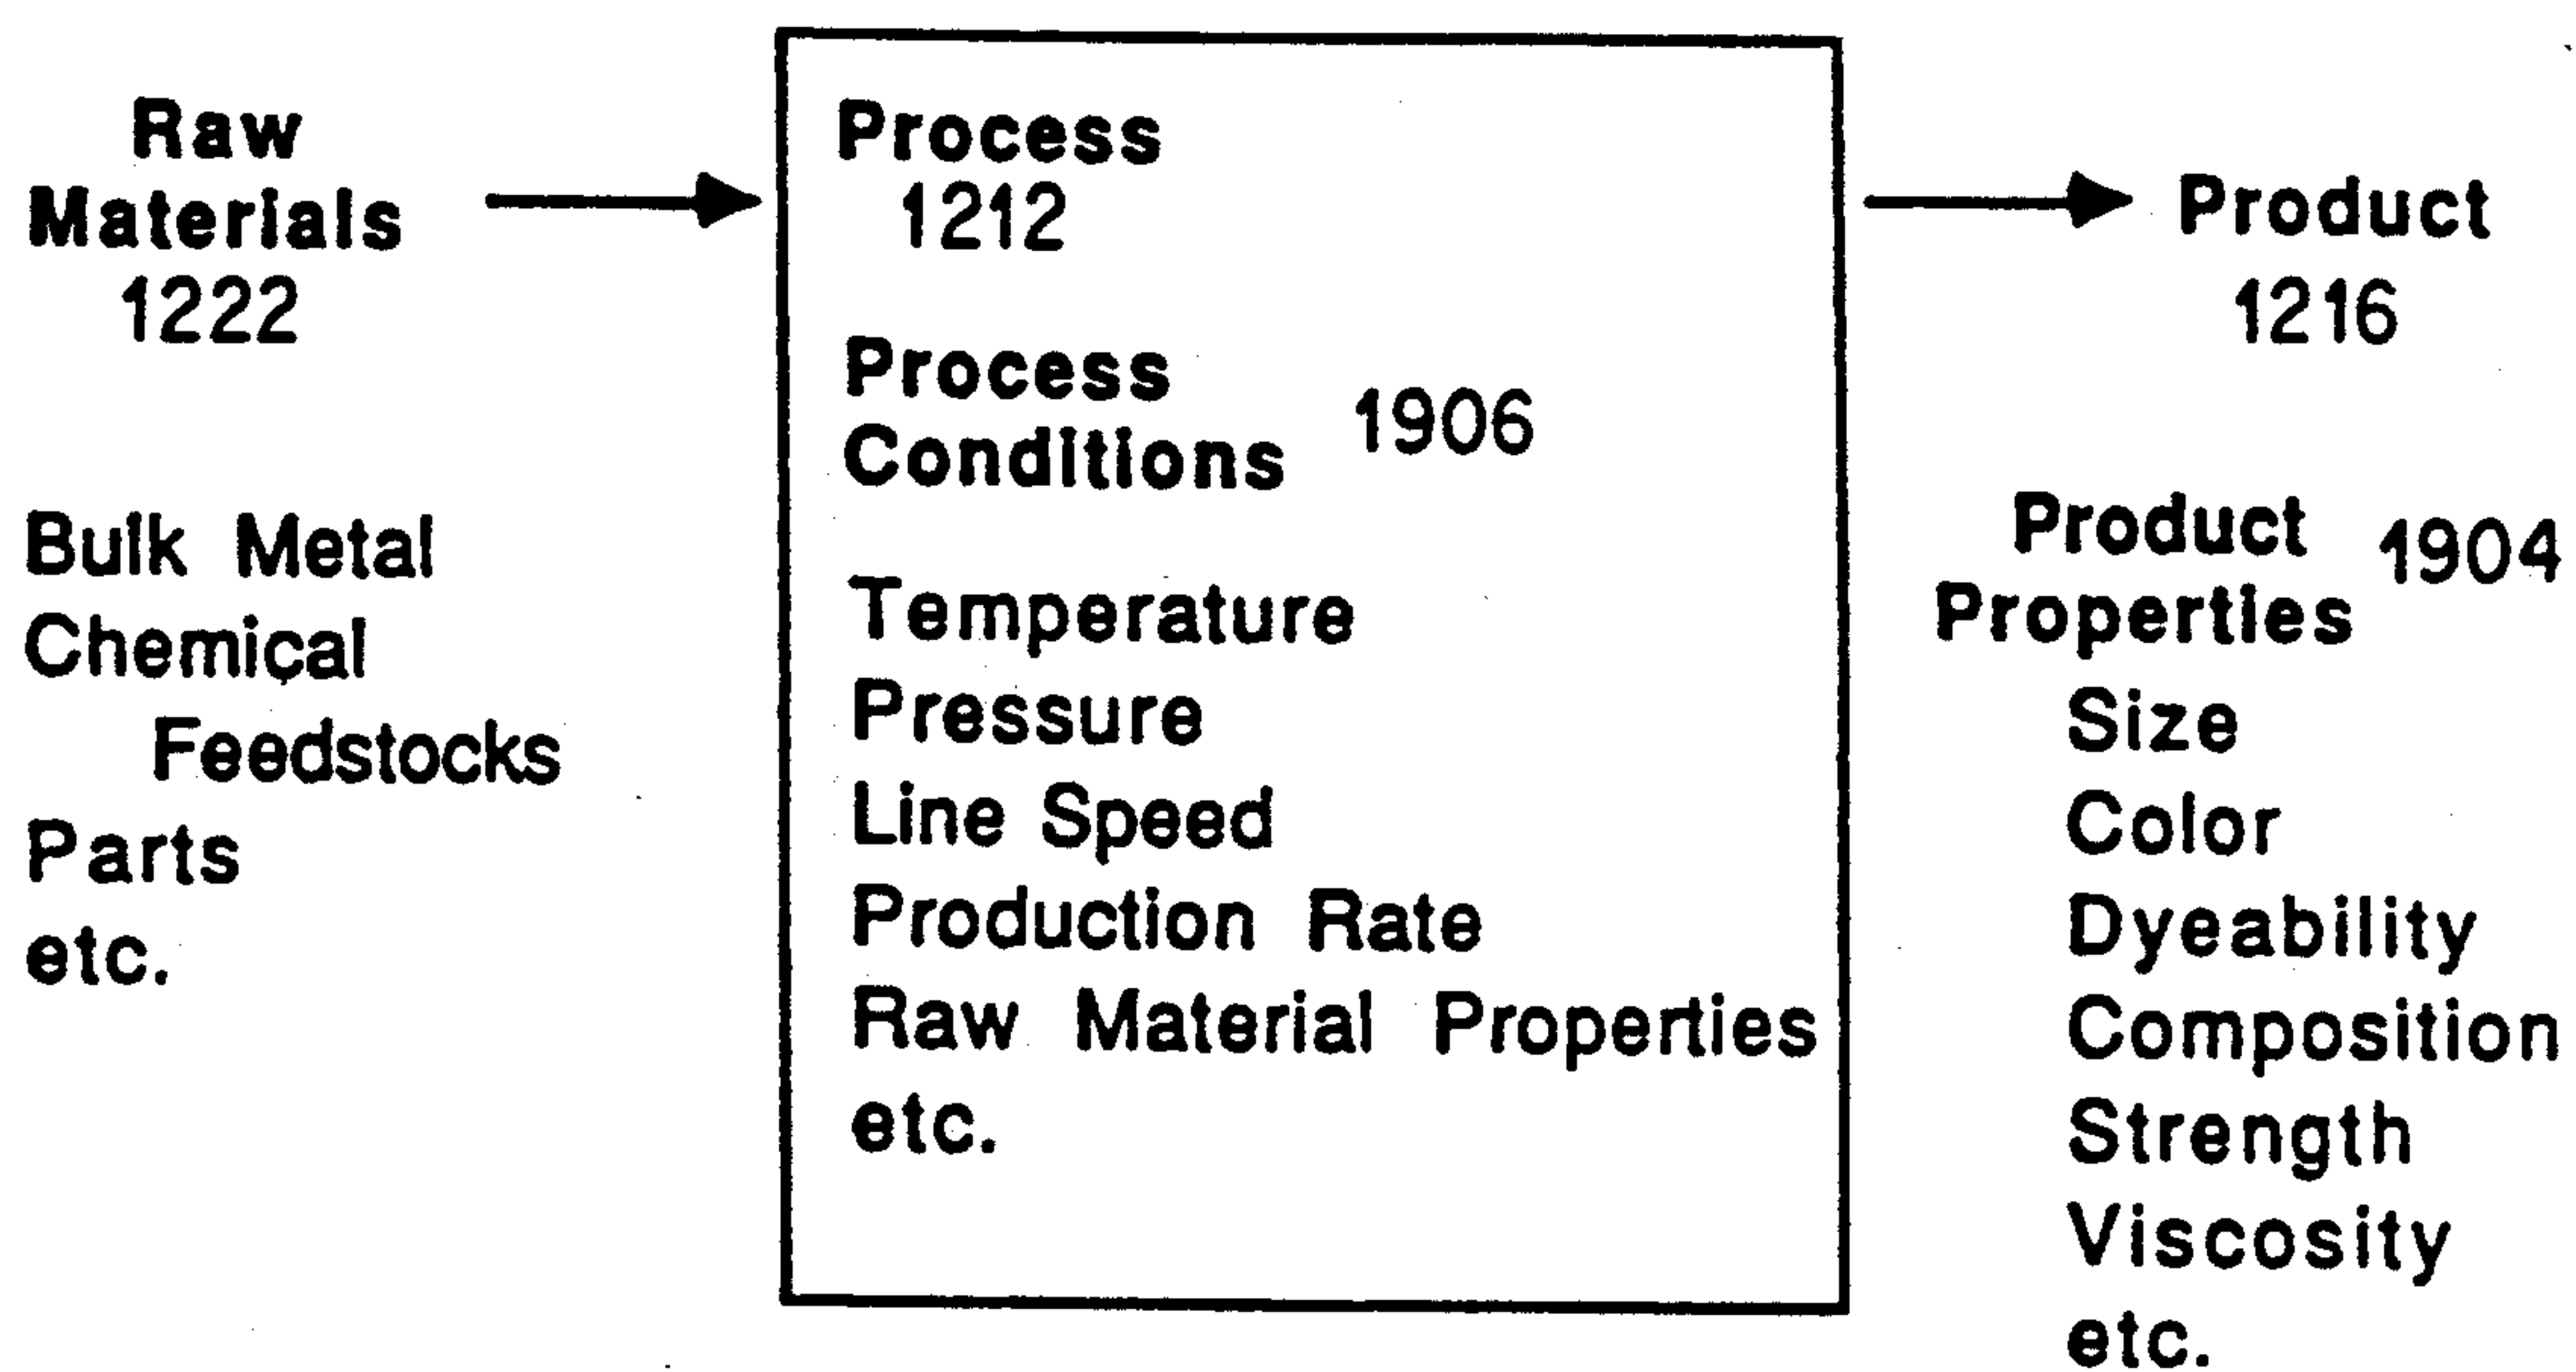 Raw
Materials
1222
Bulk Metal
Chemical
Feedstocks
Parts
etc.
Process
1212
Process
Conditions 1906
Temperature
Pressure
Line Speed
Production Rate
Raw Material Properties
etc.
Product
1216
Product 1904
Properties
Size
Color
Dyeability
Composition
Strength
Viscosity
etc.